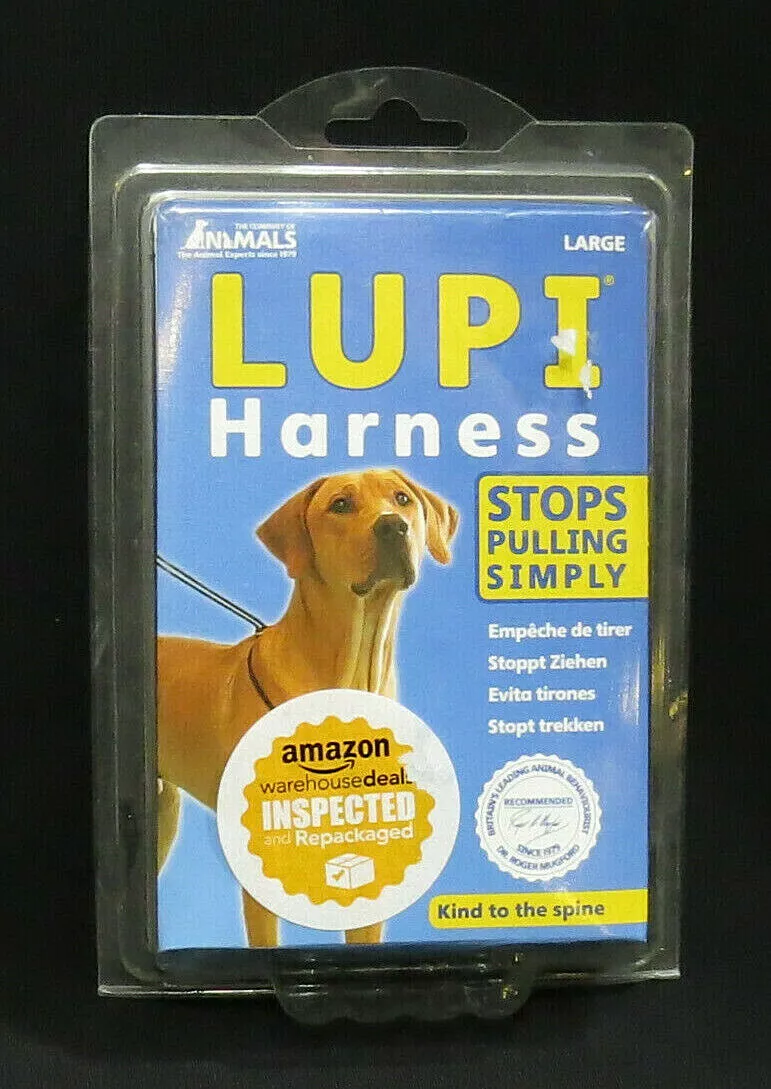 THE COMPANY OF
ANIMALS
The Animal Experts since 1979
LARGE
LUPI®
Harness
STOPS
PULLING
SIMPLY
Empêche de tirer
Stoppt Ziehen
Evita tirones
Stopt trekken
amazon
warehousedeals
INSPECTED
and Repackaged
BRITAIN'S LEADING ANIMAL BEHAVIOURIST
RECOMMENDED
SINCE 1979
DR. ROGER MUGFORD
Kind to the spine